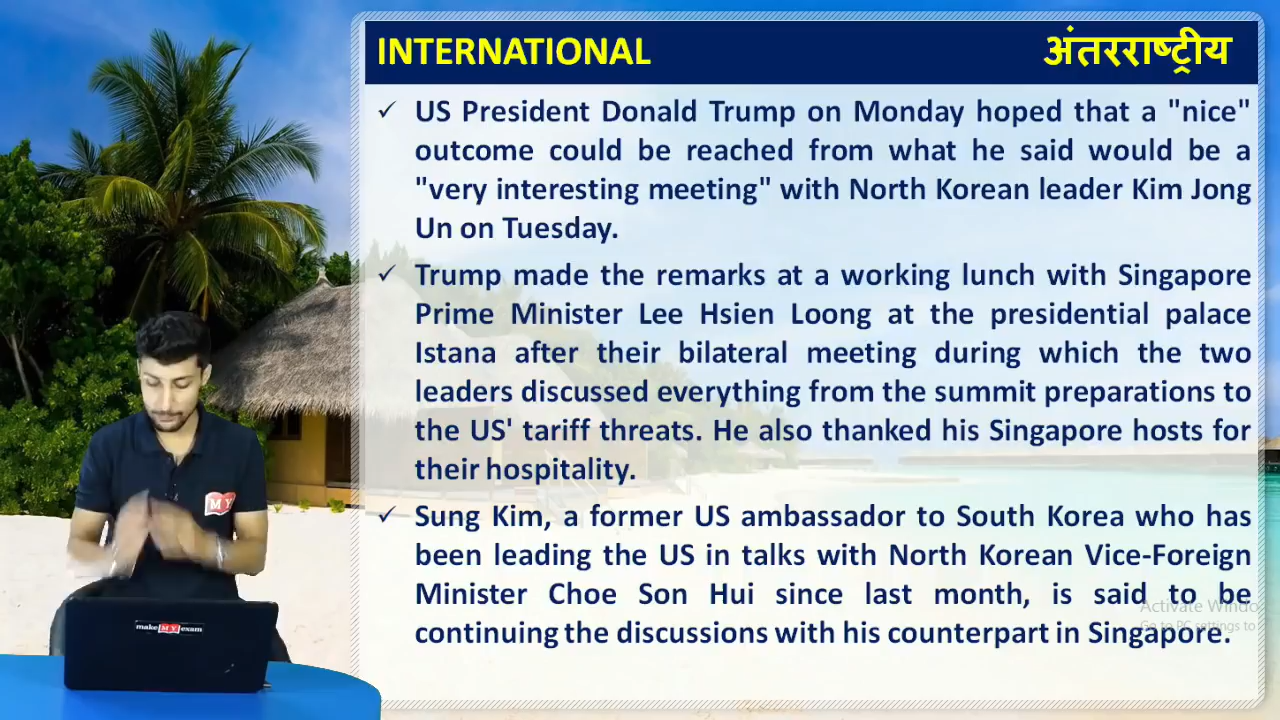 INTERNATIONAL अंतरराष्ट्रीय
✓ US President Donald Trump on Monday hoped that a "nice"
outcome could be reached from what he said would be a
"very interesting meeting" with North Korean leader Kim Jong
Un on Tuesday.
✓ Trump made the remarks at a working lunch with Singapore
Prime Minister Lee Hsien Loong at the presidential palace
Istana after their bilateral meeting during which the two
leaders discussed everything from the summit preparations to
the US' tariff threats. He also thanked his Singapore hosts for
their hospitality.
✓ Sung Kim, a former US ambassador to South Korea who has
been leading the US in talks with North Korean Vice-Foreign
Minister Choe Son Hui since last month, is said to be
continuing the discussions with his counterpart in Singapore.
Activate Windo
Go to PC settings to
MY
make MY exam